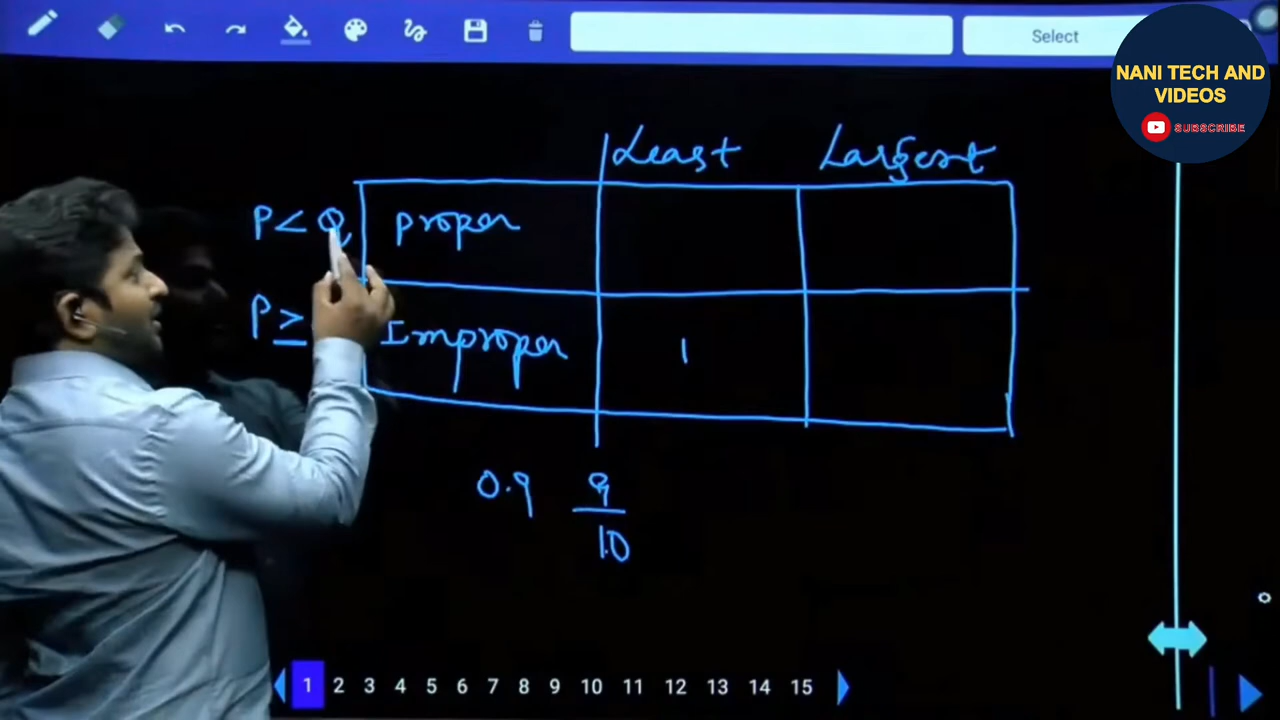 Select
NANI TECH AND
VIDEOS
SUBSCRIBE
Least Largest
P < Q proper
P ≥ Improper 1
0.9 9
10
1 2 3 4 5 6 7 8 9 10 11 12 13 14 15